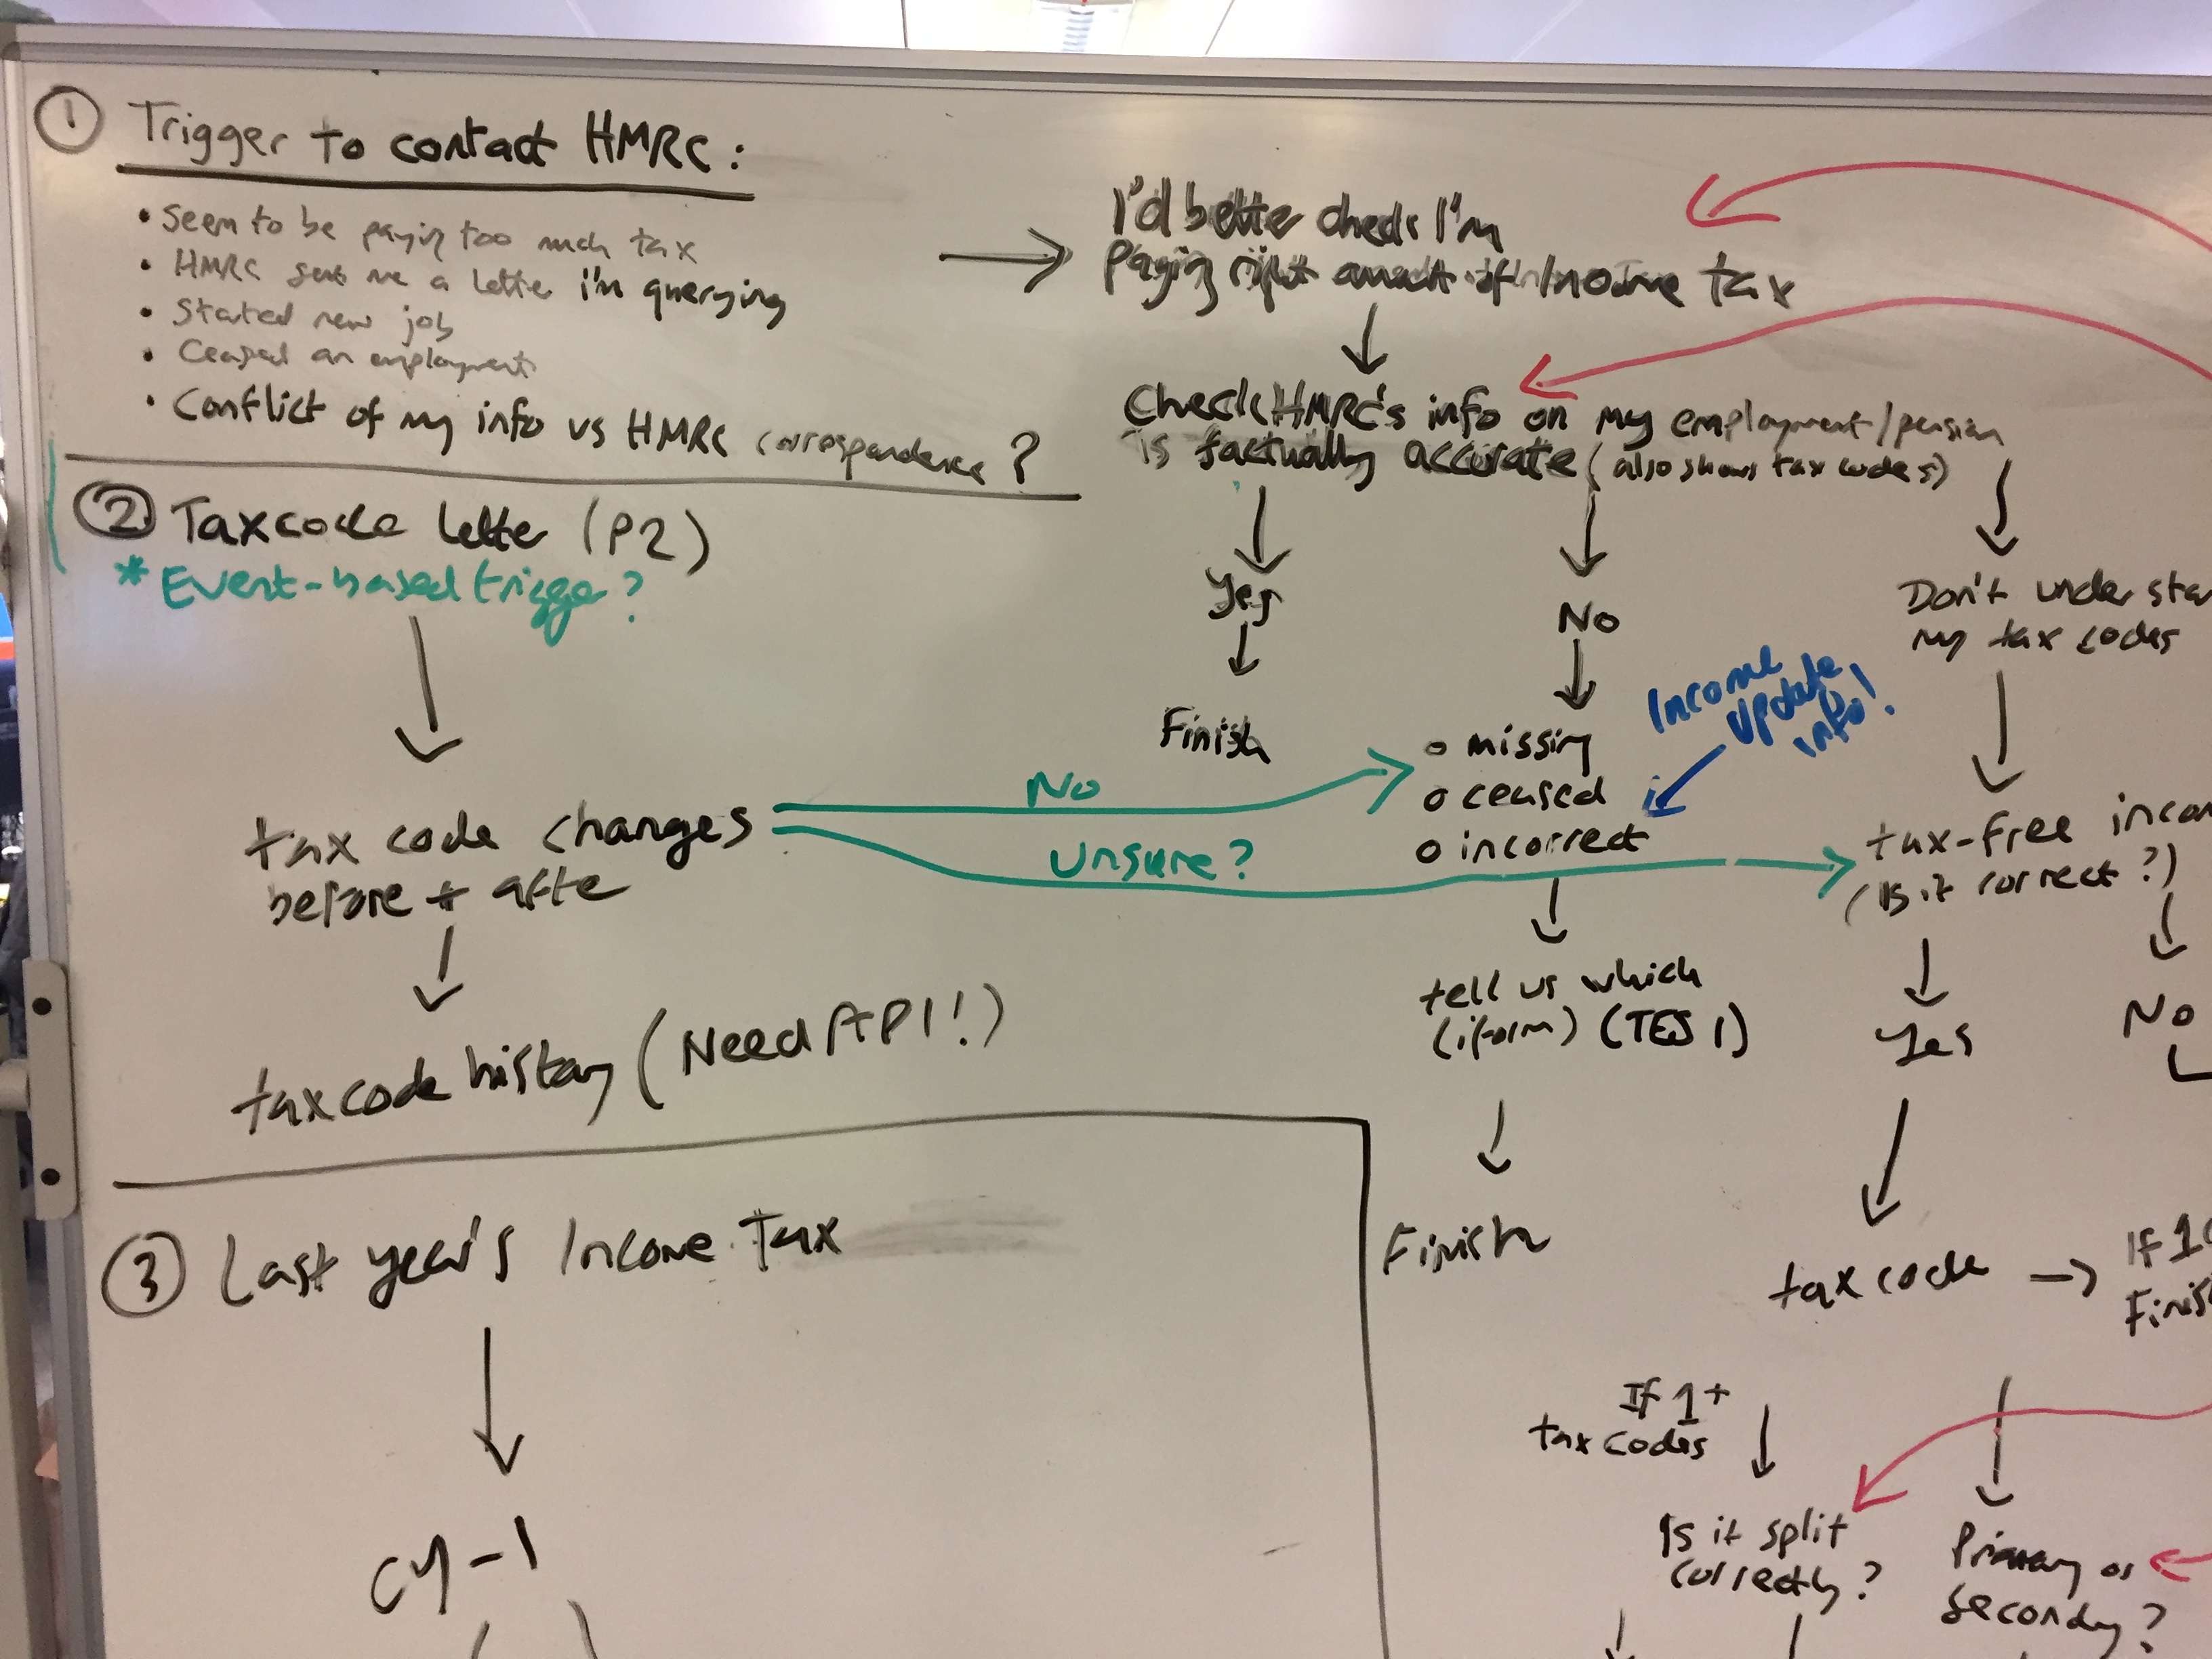 1 Trigger to contact HMRC:
• Seem to be paying too much tax
• HMRC sent me a letter i'm querying
• Started new job
• Ceased an employment
• Conflict of my info vs HMRC correspondence?
I'd better check I'm
Paying right amount of Income tax
Check HMRC's info on my employment/pension
is factually accurate (also shows tax codes)
Yes
Finish
No
o missing
o ceased
o incorrect
Income
update
info!
tell us which
(iform) (TES 1)
Finish
Don't understa
my tax codes
tax-free incom
(Is it correct?)
Yes
No
tax code →
If 1
Finis
If 1+
tax codes
Is it split
correctly?
Primary or
secondary?
2 Tax code letter (P2)
* Event-based trigger?
tax code changes
before + after
No
Unsure?
tax code history (Need API!)
3 Last year's Income Tax
CY-1